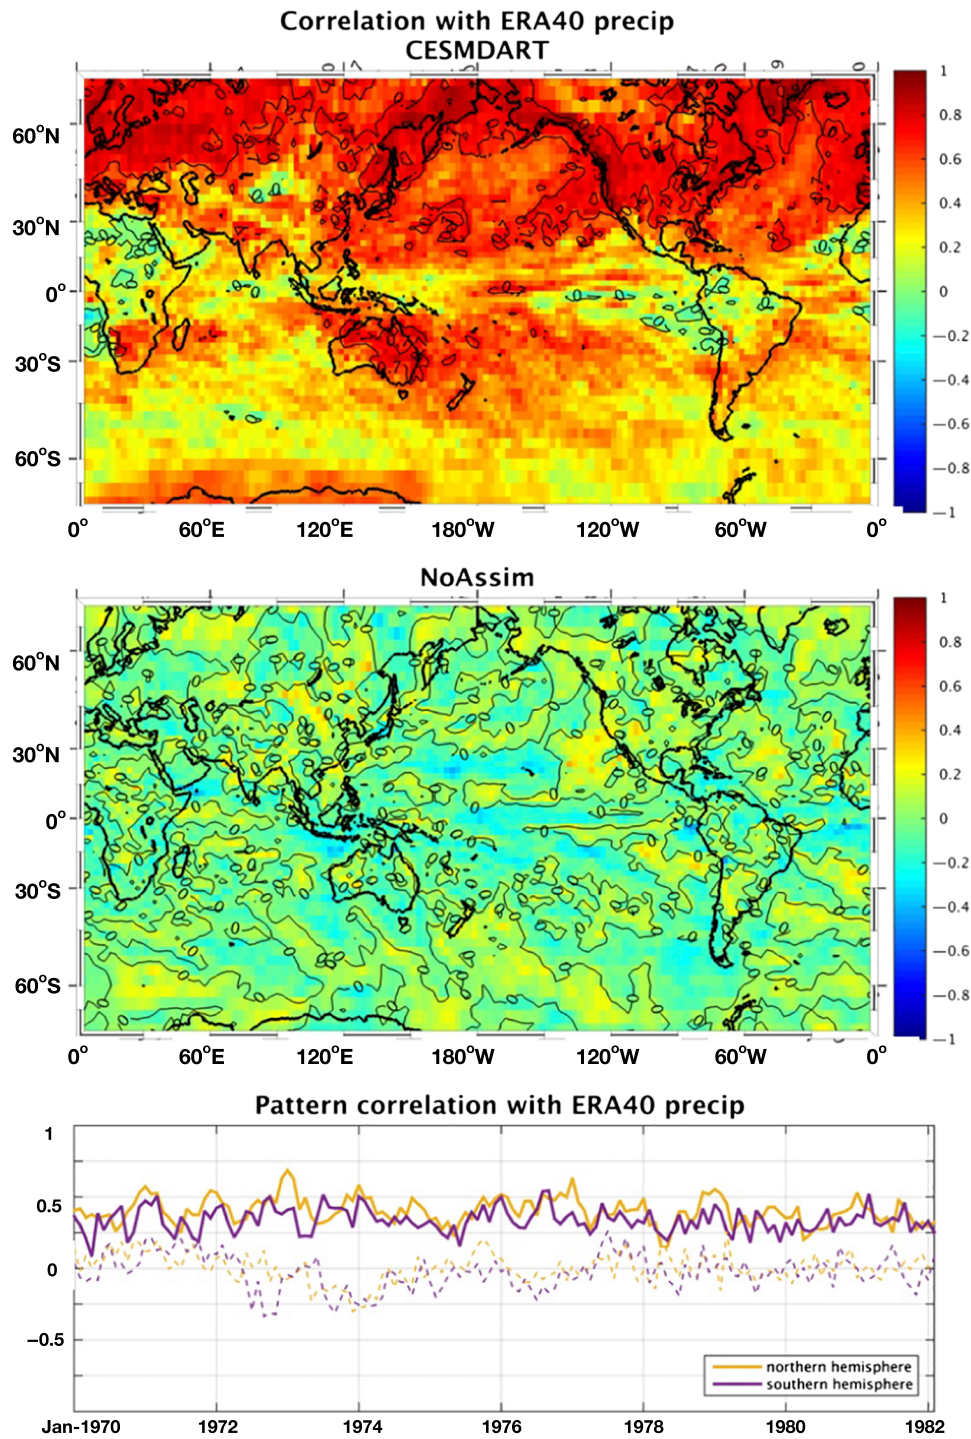 Correlation with ERA40 precip
CESMDART
60°N
30°N
0°
30°S
60°S
0° 60°E 120°E 180°W 120°W 60°W 0°
1
0.8
0.6
0.4
0.2
0
−0.2
−0.4
−0.6
−0.8
−1
NoAssim
60°N
30°N
0°
30°S
60°S
0° 60°E 120°E 180°W 120°W 60°W 0°
1
0.8
0.6
0.4
0.2
0
−0.2
−0.4
−0.6
−0.8
−1
Pattern correlation with ERA40 precip
1
0.5
0
−0.5
northern hemisphere
southern hemisphere
Jan-1970 1972 1974 1976 1978 1980 1982